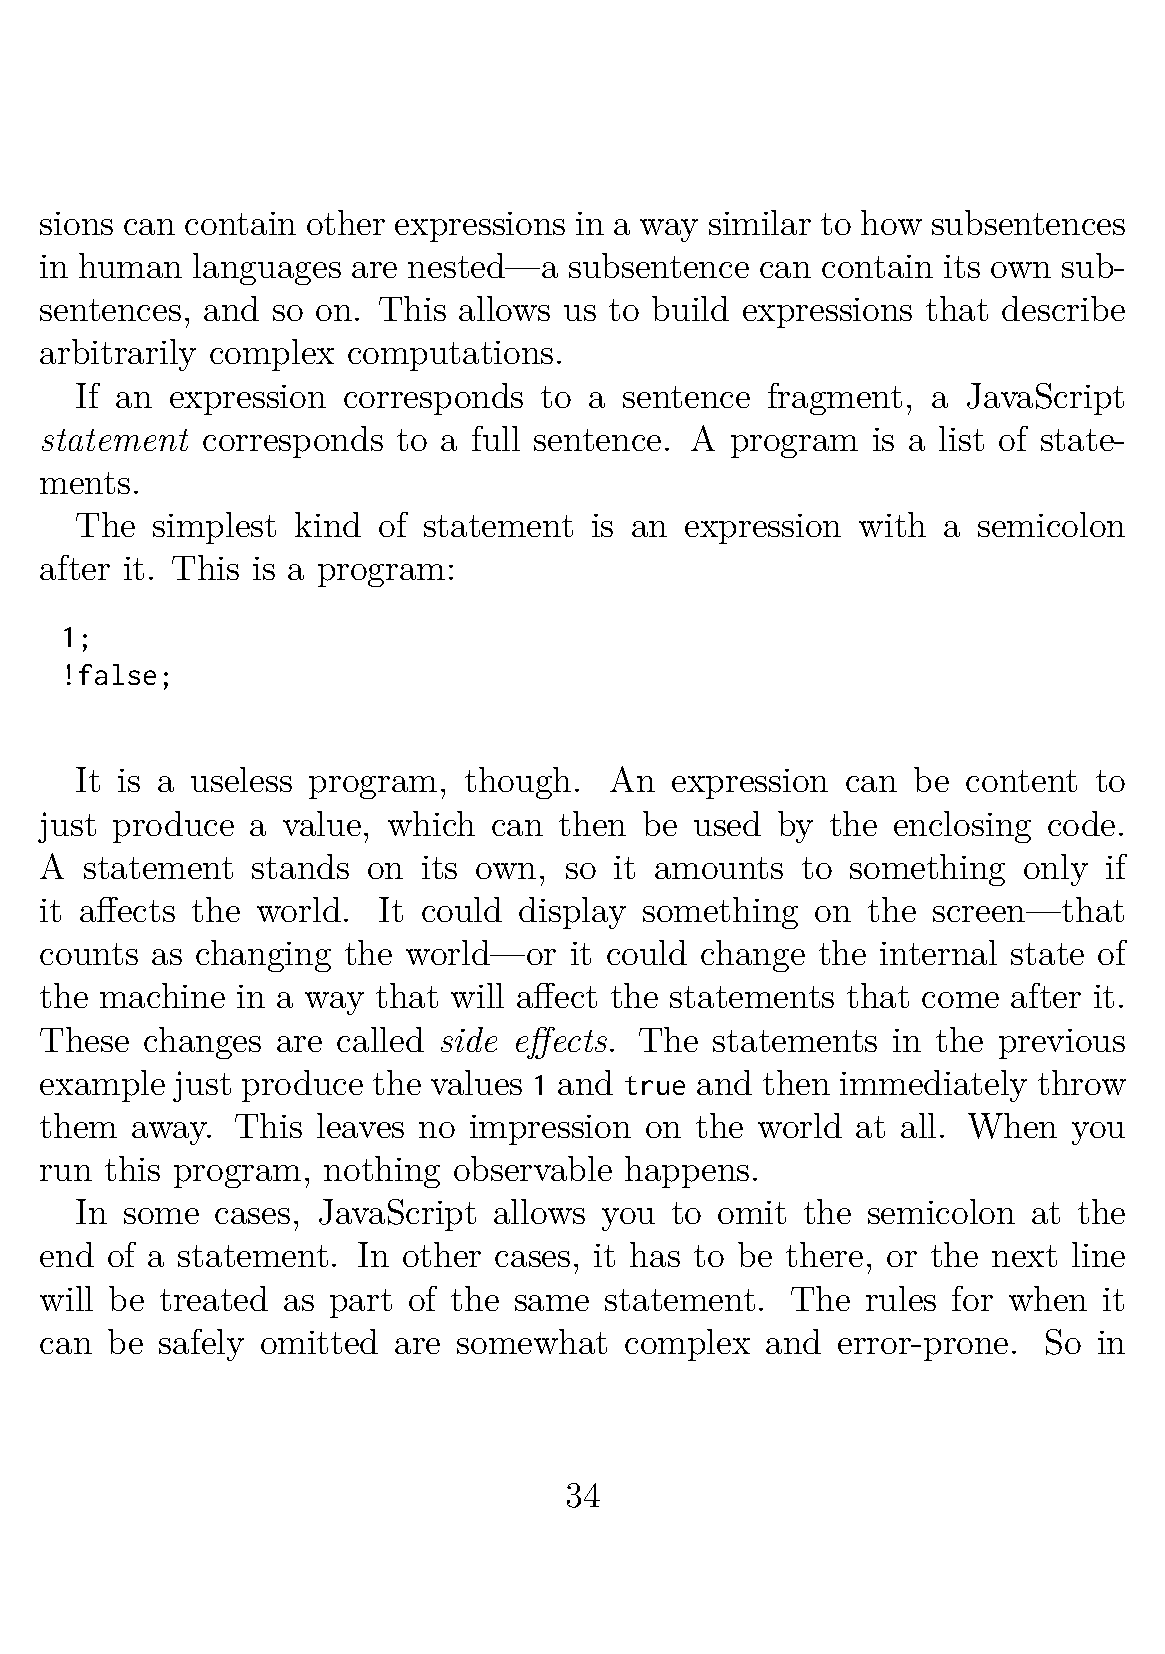 sions can contain other expressions in a way similar to how subsentences
in human languages are nested—a subsentence can contain its own sub-
sentences, and so on. This allows us to build expressions that describe
arbitrarily complex computations.
If an expression corresponds to a sentence fragment, a JavaScript
statement corresponds to a full sentence. A program is a list of state-
ments.
The simplest kind of statement is an expression with a semicolon
after it. This is a program:
1;
!false;
It is a useless program, though. An expression can be content to
just produce a value, which can then be used by the enclosing code.
A statement stands on its own, so it amounts to something only if
it affects the world. It could display something on the screen—that
counts as changing the world—or it could change the internal state of
the machine in a way that will affect the statements that come after it.
These changes are called side effects. The statements in the previous
example just produce the values 1 and true and then immediately throw
them away. This leaves no impression on the world at all. When you
run this program, nothing observable happens.
In some cases, JavaScript allows you to omit the semicolon at the
end of a statement. In other cases, it has to be there, or the next line
will be treated as part of the same statement. The rules for when it
can be safely omitted are somewhat complex and error-prone. So in
34